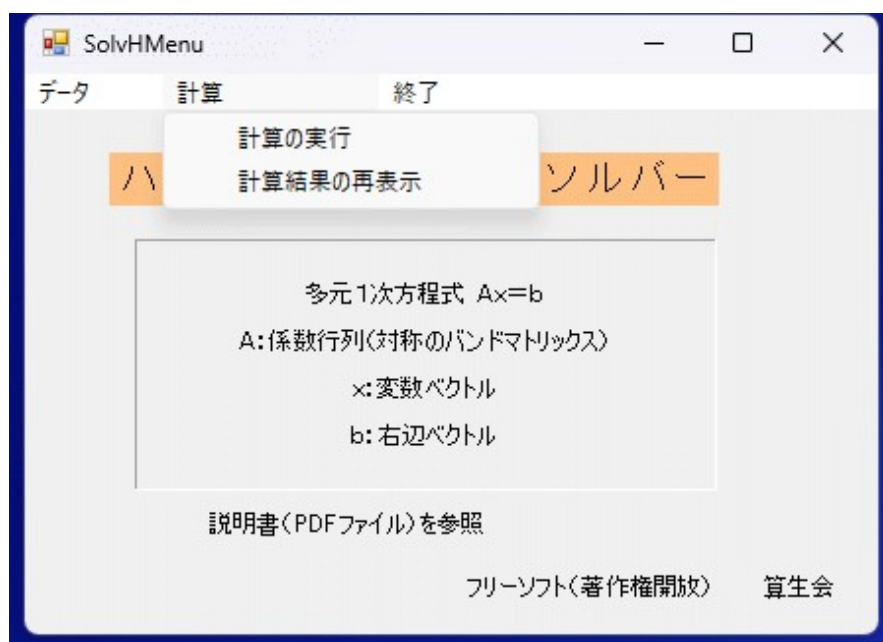 SolvHMenu
データ 計算 終了
計算の実行
計算結果の再表示
ハ ソルバー
多元1次方程式 Ax=b
A:係数行列(対称のバンドマトリックス)
x:変数ベクトル
b:右辺ベクトル
説明書(PDFファイル)を参照
フリーソフト(著作権開放) 算生会